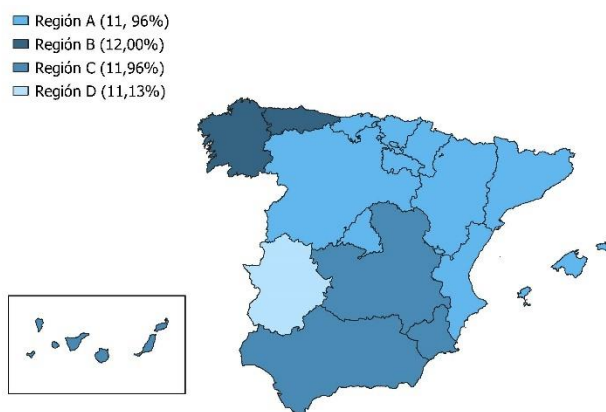 Región A (11, 96%)
Región B (12,00%)
Región C (11,96%)
Región D (11,13%)